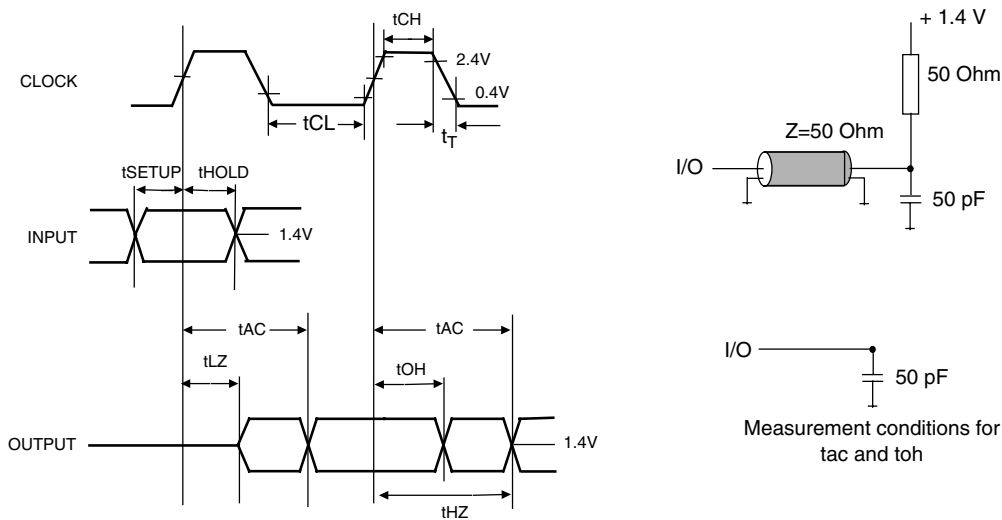 tCH
CLOCK
2.4V
0.4V
tCL
tT
tSETUP
tHOLD
INPUT
1.4V
tAC
tAC
tLZ
tOH
OUTPUT
1.4V
tHZ
+ 1.4 V
50 Ohm
Z=50 Ohm
I/O
50 pF
I/O
50 pF
Measurement conditions for
tac and toh